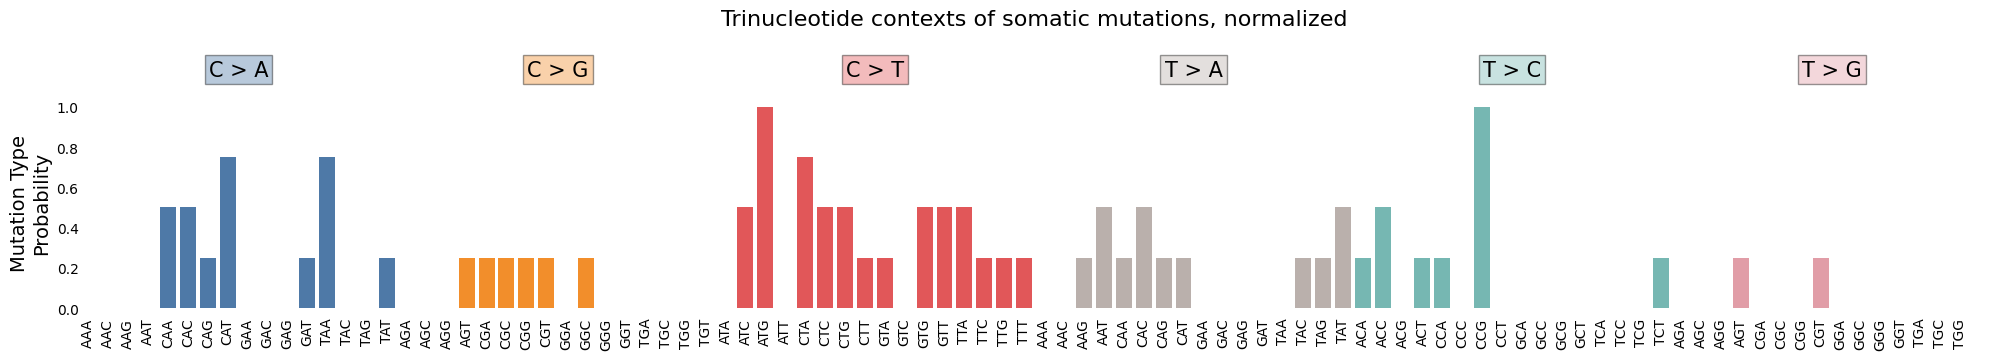 Trinucleotide contexts of somatic mutations, normalized
C > A C > G C > T T > A T > C T > G
Mutation Type
Probability
1.0
0.8
0.6
0.4
0.2
0.0
AAA AAC AAG AAT CAA CAC CAG CAT GAA GAC GAG GAT TAA TAC TAG TAT AGA AGC AGG AGT CGA CGC CGG CGT GGA GGC GGG GGT TGA TGC TGG TGT ATA ATC ATG ATT CTA CTC CTG CTT GTA GTC GTG GTT TTA TTC TTG TTT AAA AAC AAG AAT CAA CAC CAG CAT GAA GAC GAG GAT TAA TAC TAG TAT ACA ACC ACG ACT CCA CCC CCG CCT GCA GCC GCG GCT TCA TCC TCG TCT AGA AGC AGG AGT CGA CGC CGG CGT GGA GGC GGG GGT TGA TGC TGG